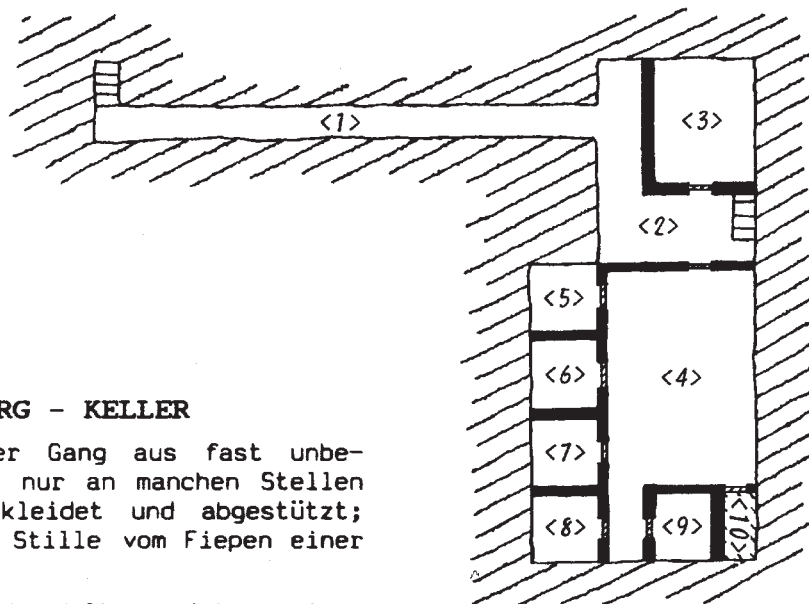 <1>
<3>
<2>
<5>
<6>
<4>
<7>
<8>
<9>
<10>
RG - KELLER
er Gang aus fast unbe-
nur an manchen Stellen
kleidet und abgestützt;
Stille vom Fiepen einer